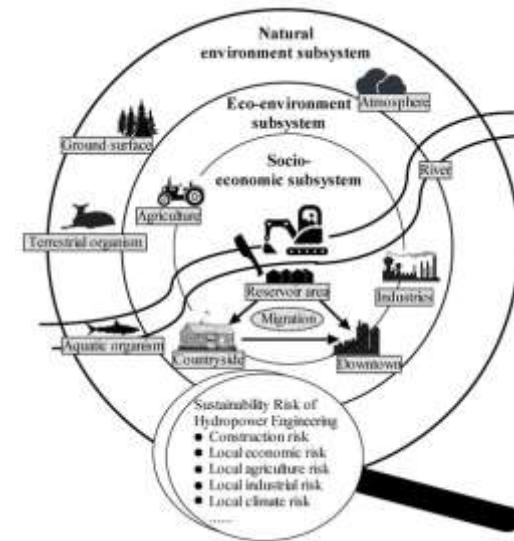 Natural
environment subsystem
Atmosphere
Eco-environment
subsystem
Ground-surface
Socio-
economic subsystem
River
Agriculture
Terrestrial organism
Reservoir area
Industries
Migration
Aquatic organism
Countryside
Downtown
Sustainability Risk of
Hydropower Engineering
● Construction risk
● Local economic risk
● Local agriculture risk
● Local industrial risk
● Local climate risk
......